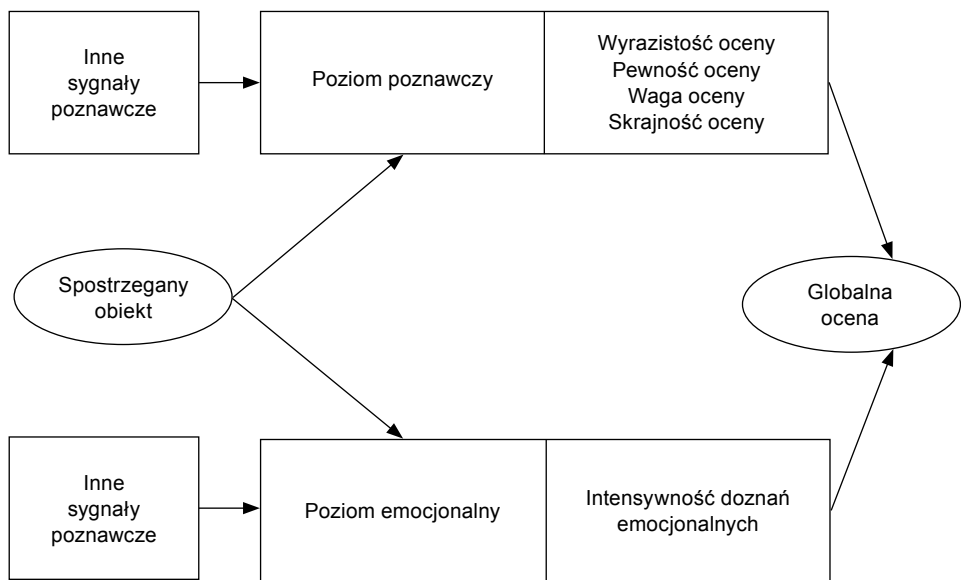 Inne
sygnały
poznawcze
Poziom poznawczy
Wyrazistość oceny
Pewność oceny
Waga oceny
Skrajność oceny
Spostrzegany
obiekt
Globalna
ocena
Inne
sygnały
poznawcze
Poziom emocjonalny
Intensywność doznań
emocjonalnych